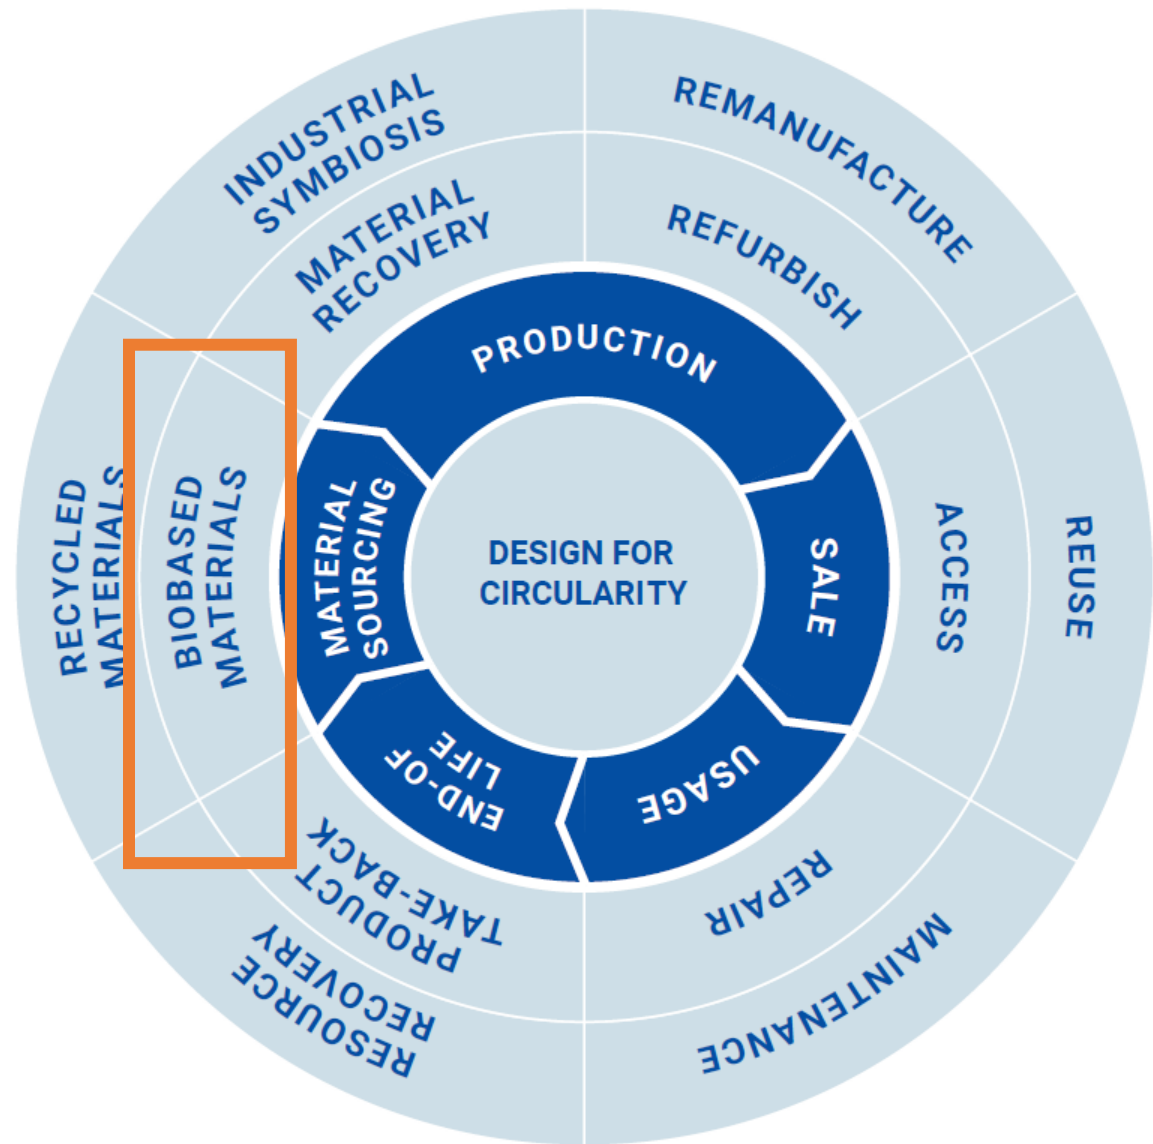 INDUSTRIAL
SYMBIOSIS
MATERIAL
RECOVERY
REMANUFACTURE
REFURBISH
PRODUCTION
RECYCLED
MATERIALS
BIOBASED
MATERIALS
MATERIAL
SOURCING
DESIGN FOR
CIRCULARITY
SALE
ACCESS
REUSE
END-OF
LIFE
USAGE
PRODUCT
TAKE-BACK
REPAIR
RESOURCE
RECOVERY
MAINTENANCE